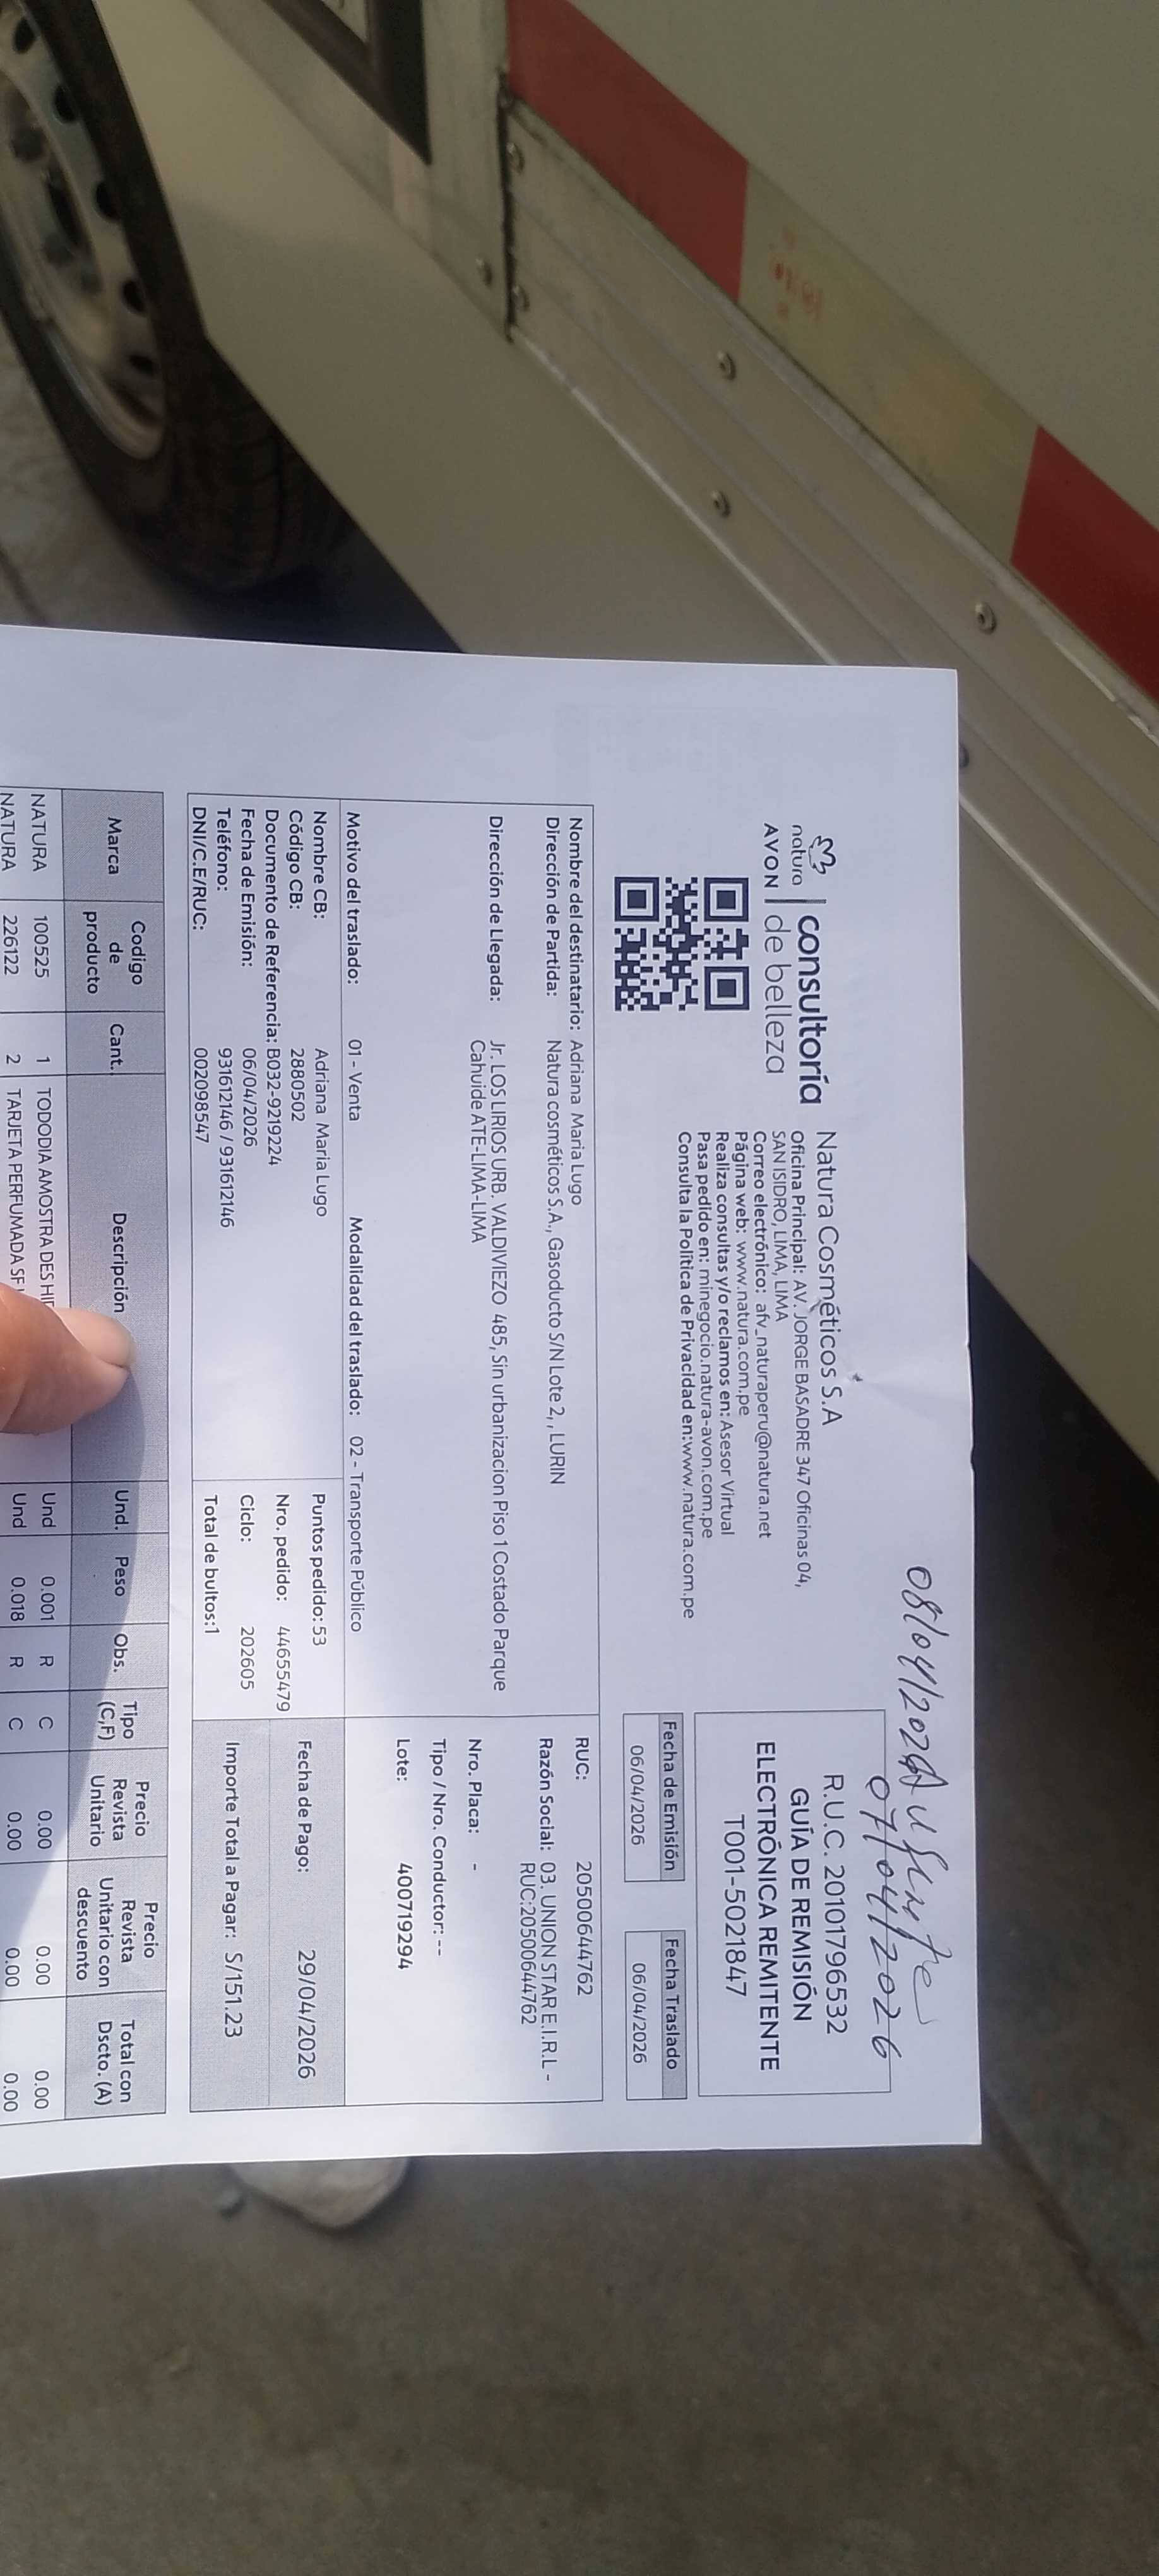 08/04/2026 Ausente
07/04/2026
natura
AVON
consultoría
de belleza
Natura Cosméticos S.A
Oficina Principal: AV. JORGE BASADRE 347 Oficinas 04,
SAN ISIDRO, LIMA, LIMA
Correo electrónico: afv_naturaperu@natura.net
Página web: www.natura.com.pe
Realiza consultas y/o reclamos en: Asesor Virtual
Pasa pedido en: minegocio.natura-avon.com.pe
Consulta la Política de Privacidad en:www.natura.com.pe
R.U.C. 20101796532
GUÍA DE REMISIÓN
ELECTRÓNICA REMITENTE
T001-5021847
Fecha de Emisión
06/04/2026
Fecha Traslado
06/04/2026
Nombre del destinatario: Adriana Maria Lugo
Dirección de Partida: Natura cosméticos S.A., Gasoducto S/N Lote 2, , LURIN
Dirección de Llegada: Jr. LOS LIRIOS URB. VALDIVIEZO 485, Sin urbanizacion Piso 1 Costado Parque
Cahuide ATE-LIMA-LIMA
RUC: 20500644762
Razón Social: 03. UNION STAR E.I.R.L -
RUC:20500644762
Nro. Placa: -
Tipo / Nro. Conductor: --
Lote: 400719294
Motivo del traslado: 01 - Venta Modalidad del traslado: 02 - Transporte Público
Nombre CB: Adriana Maria Lugo
Código CB: 2880502
Documento de Referencia: B032-9219224
Fecha de Emisión: 06/04/2026
Teléfono: 931612146 / 931612146
DNI/C.E/RUC: 002098547
Puntos pedido: 53
Nro. pedido: 44655479
Ciclo: 202605
Total de bultos:1
Fecha de Pago: 29/04/2026
Importe Total a Pagar: S/151.23
Marca Codigo de producto Cant. Descripción Und. Peso Obs. Tipo (C,F) Precio Revista Unitario Precio Revista Unitario con descuento Total con Dscto. (A)
NATURA 100525 1 TODODIA AMOSTRA DES Und 0.001 R C 0.00 0.00 0.00
NATURA 226122 2 TARJETA PERFUMADA Und 0.018 R C 0.00 0.00 0.00